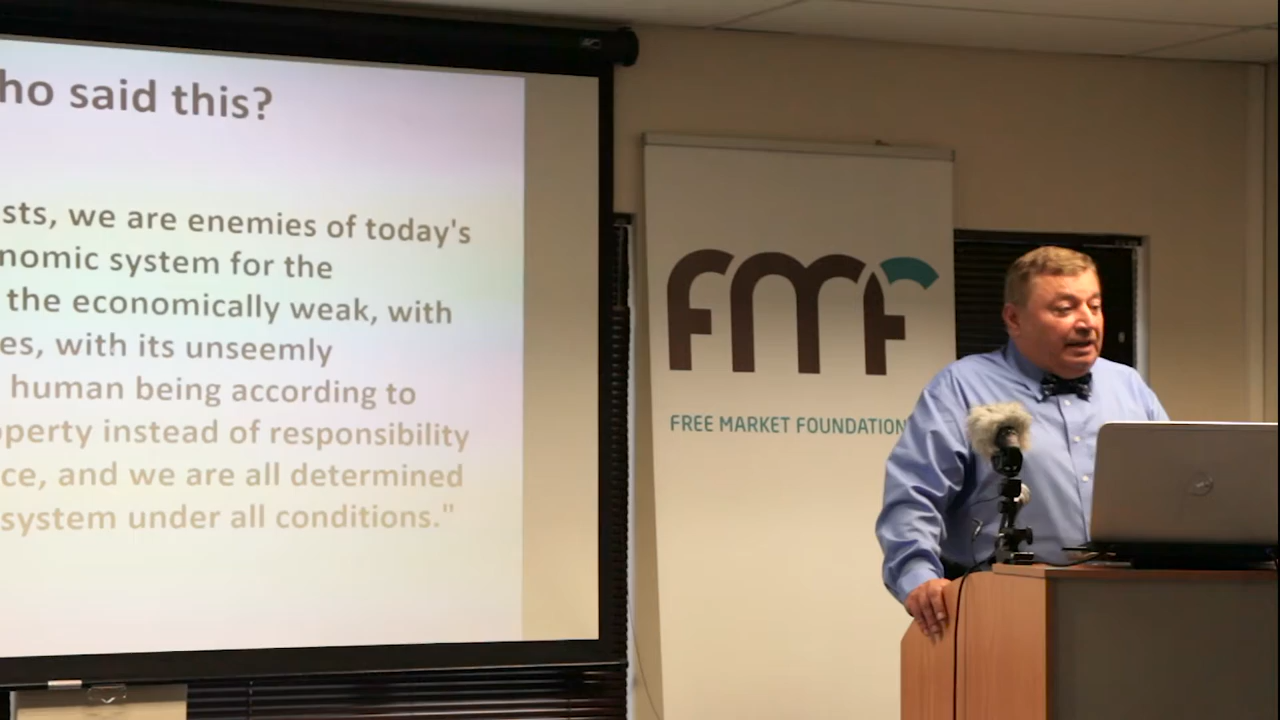 ho said this?
sts, we are enemies of today's
nomic system for the
the economically weak, with
es, with its unseemly
human being according to
operty instead of responsibility
ce, and we are all determined
system under all conditions."
fmf
FREE MARKET FOUNDATION